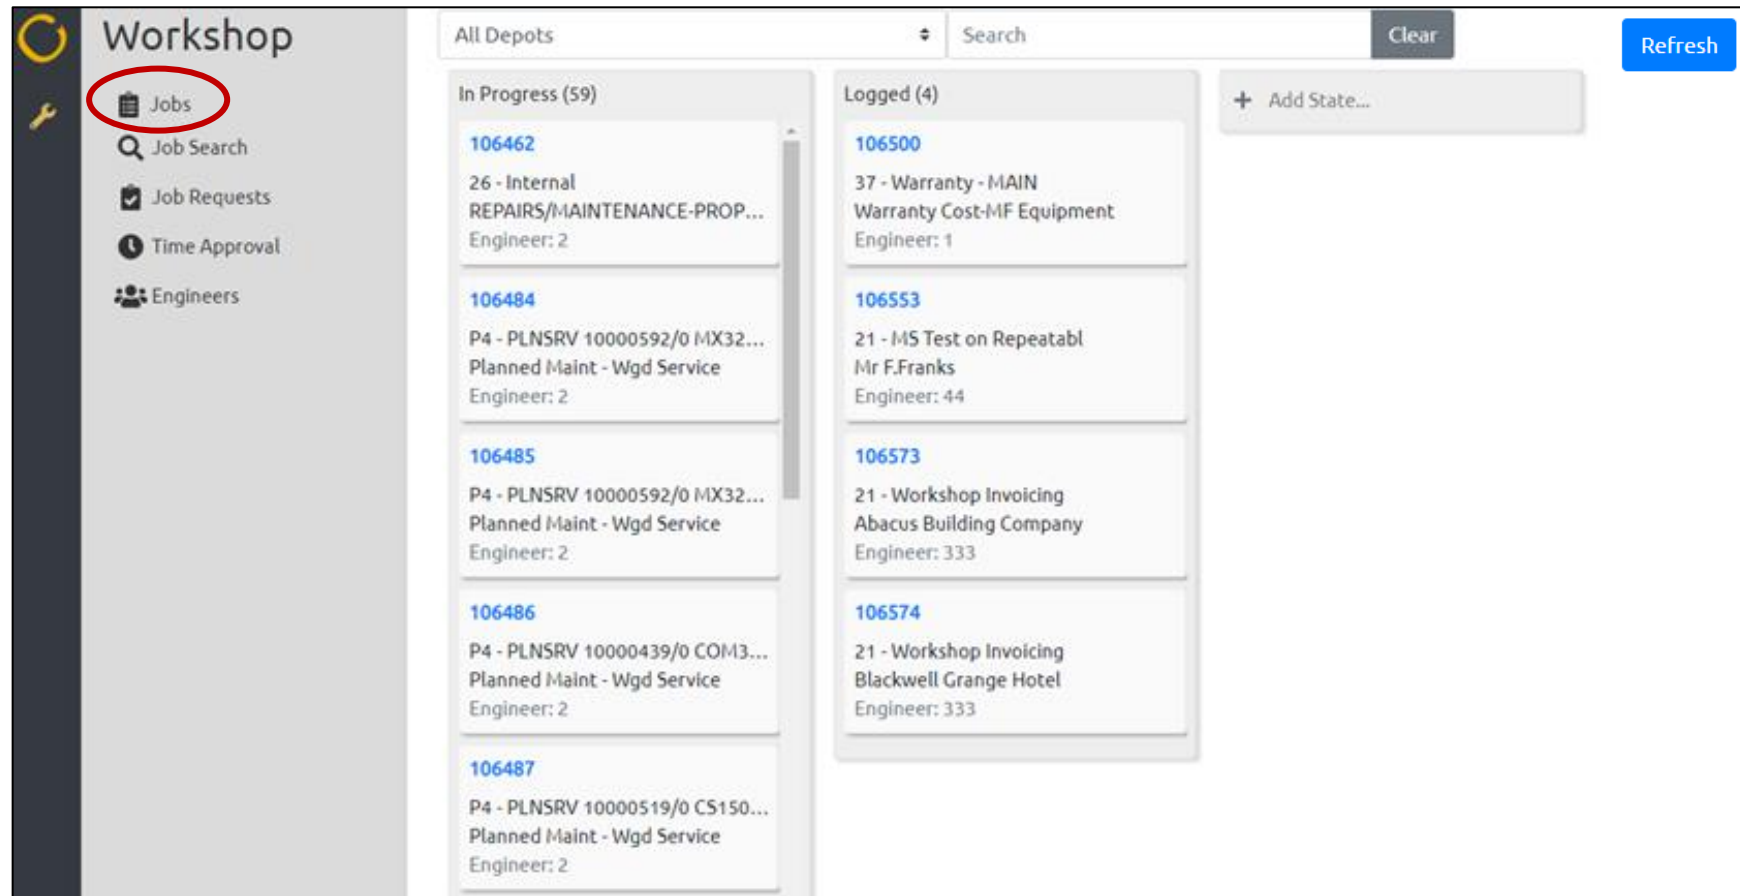 Workshop
Jobs
Job Search
Job Requests
Time Approval
Engineers
All Depots
Search
Clear
Refresh
In Progress (59)
106462
26 - Internal
REPAIRS/MAINTENANCE-PROP...
Engineer: 2
106484
P4 - PLNSRV 10000592/0 MX32...
Planned Maint - Wgd Service
Engineer: 2
106485
P4 - PLNSRV 10000592/0 MX32...
Planned Maint - Wgd Service
Engineer: 2
106486
P4 - PLNSRV 10000439/0 COM3...
Planned Maint - Wgd Service
Engineer: 2
106487
P4 - PLNSRV 10000519/0 CS150...
Planned Maint - Wgd Service
Engineer: 2
Logged (4)
106500
37 - Warranty - MAIN
Warranty Cost-MF Equipment
Engineer: 1
106553
21 - MS Test on Repeatabl
Mr F.Franks
Engineer: 44
106573
21 - Workshop Invoicing
Abacus Building Company
Engineer: 333
106574
21 - Workshop Invoicing
Blackwell Grange Hotel
Engineer: 333
+ Add State...